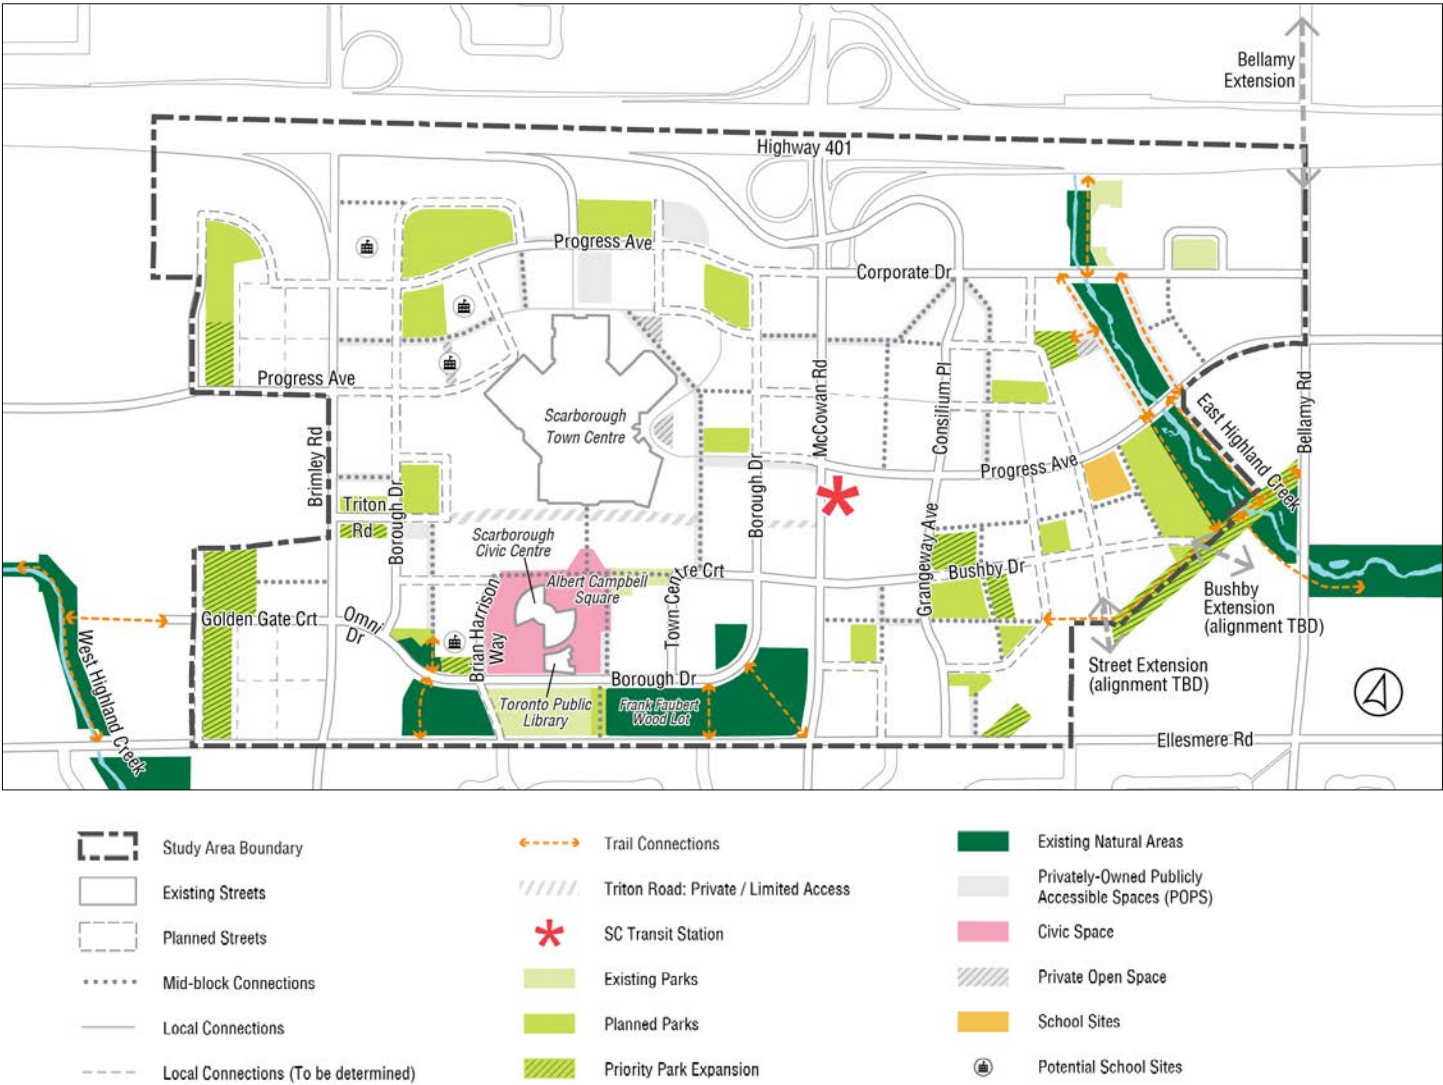 Bellamy
Extension
Highway 401
Progress Ave
Corporate Dr
Progress Ave
Scarborough
Town Centre
McCowan Rd
Consilium Pl
East Highland Creek
Bellamy Rd
Brimley Rd
Progress Ave
Borough Dr
Borough Dr
Triton
Rd
Scarborough
Civic Centre
Albert Campbell
Square
Town Centre Crt
Grangeway Ave
Bushby Dr
Bushby
Extension
(alignment TBD)
Golden Gate Crt
Omni
Dr
Brian Harrison
Way
Street Extension
(alignment TBD)
West Highland Creek
Borough Dr
Toronto Public
Library
Frank Faubert
Wood Lot
Ellesmere Rd
Study Area Boundary
Existing Streets
Planned Streets
Mid-block Connections
Local Connections
Local Connections (To be determined)
Trail Connections
Triton Road: Private / Limited Access
SC Transit Station
Existing Parks
Planned Parks
Priority Park Expansion
Existing Natural Areas
Privately-Owned Publicly
Accessible Spaces (POPS)
Civic Space
Private Open Space
School Sites
Potential School Sites